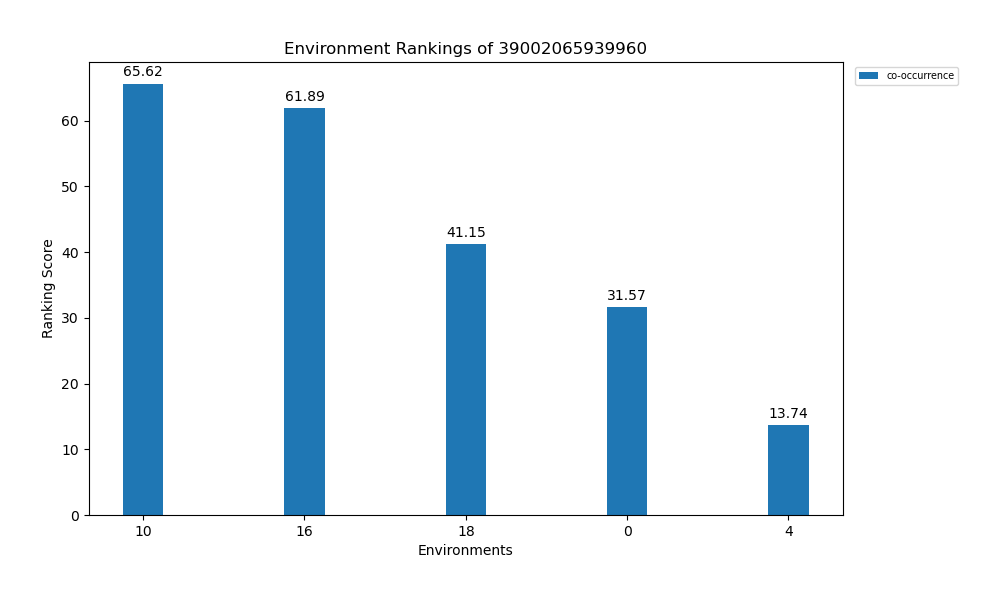 Environment Rankings of 39002065939960
co-occurrence
65.62
61.89
41.15
31.57
13.74
60
50
40
30
20
10
0
Ranking Score
10 16 18 0 4
Environments